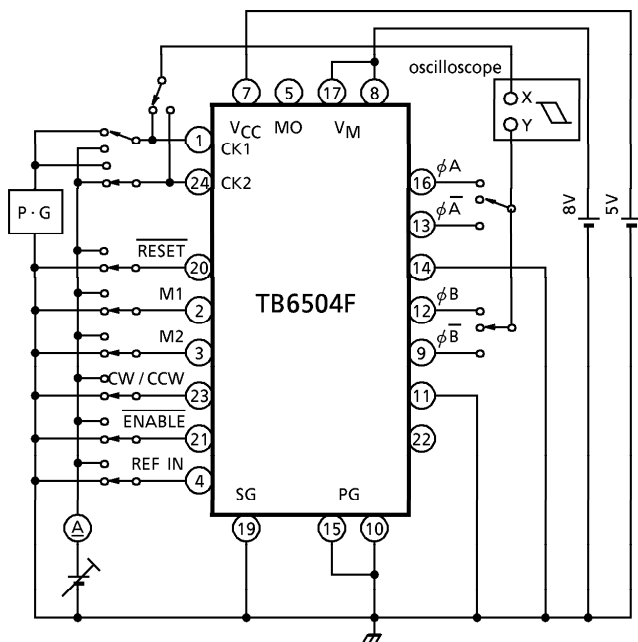 oscilloscope
7
5
17
8
X
Y
VCC
MO
VM
1
CK1
24
CK2
16
φA
13
φA̅
8V
5V
P·G
R̅E̅S̅E̅T̅
20
14
TB6504F
M1
2
12
φB
M2
3
9
φB̅
CW / CCW
23
11
E̅N̅A̅B̅L̅E̅
21
22
REF IN
4
SG
PG
A
19
15
10